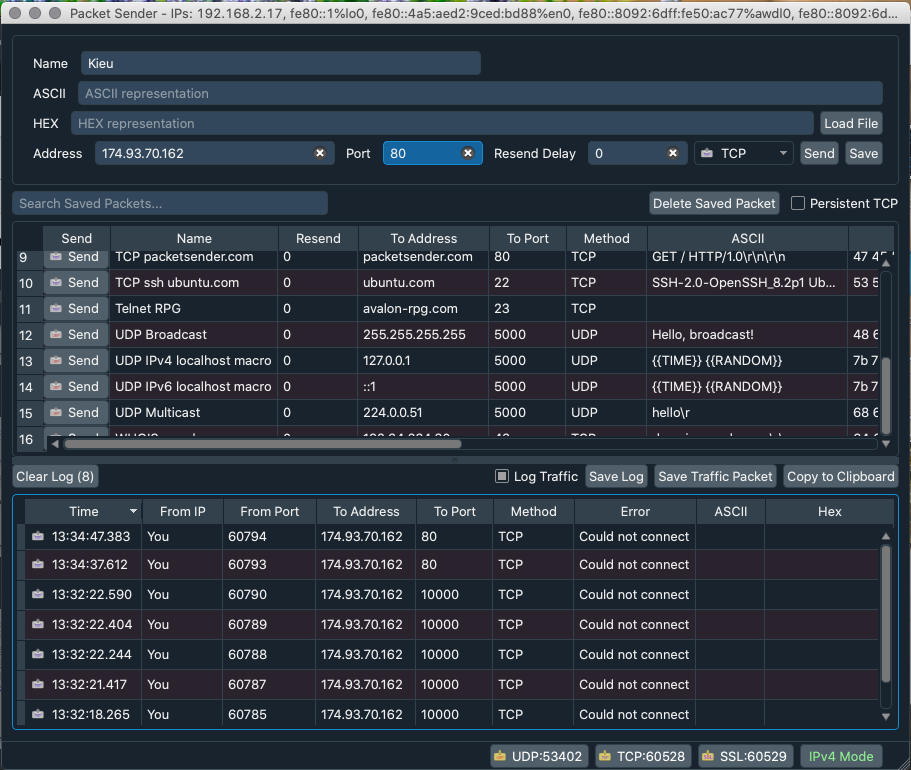 Packet Sender - IPs: 192.168.2.17, fe80::1%lo0, fe80::4a5:aed2:9ced:bd88%en0, fe80::8092:6dff:fe50:ac77%awdl0, fe80::8092:6d...
Name Kieu
ASCII ASCII representation
HEX HEX representation Load File
Address 174.93.70.162 Port 80 Resend Delay 0 TCP Send Save
Search Saved Packets... Delete Saved Packet Persistent TCP
Send Name Resend To Address To Port Method ASCII
9 Send TCP packetsender.com 0 packetsender.com 80 TCP GET / HTTP/1.0\r\n\r\n 47 45
10 Send TCP ssh ubuntu.com 0 ubuntu.com 22 TCP SSH-2.0-OpenSSH_8.2p1 Ub... 53 5
11 Send Telnet RPG 0 avalon-rpg.com 23 TCP
12 Send UDP Broadcast 0 255.255.255.255 5000 UDP Hello, broadcast! 48 6
13 Send UDP IPv4 localhost macro 0 127.0.0.1 5000 UDP {{TIME}} {{RANDOM}} 7b 7
14 Send UDP IPv6 localhost macro 0 ::1 5000 UDP {{TIME}} {{RANDOM}} 7b 7
15 Send UDP Multicast 0 224.0.0.51 5000 UDP hello\r 68 6
16
Clear Log (8) Log Traffic Save Log Save Traffic Packet Copy to Clipboard
Time From IP From Port To Address To Port Method Error ASCII Hex
13:34:47.383 You 60794 174.93.70.162 80 TCP Could not connect
13:34:37.612 You 60793 174.93.70.162 80 TCP Could not connect
13:32:22.590 You 60790 174.93.70.162 10000 TCP Could not connect
13:32:22.404 You 60789 174.93.70.162 10000 TCP Could not connect
13:32:22.244 You 60788 174.93.70.162 10000 TCP Could not connect
13:32:21.417 You 60787 174.93.70.162 10000 TCP Could not connect
13:32:18.265 You 60785 174.93.70.162 10000 TCP Could not connect
UDP:53402 TCP:60528 SSL:60529 IPv4 Mode